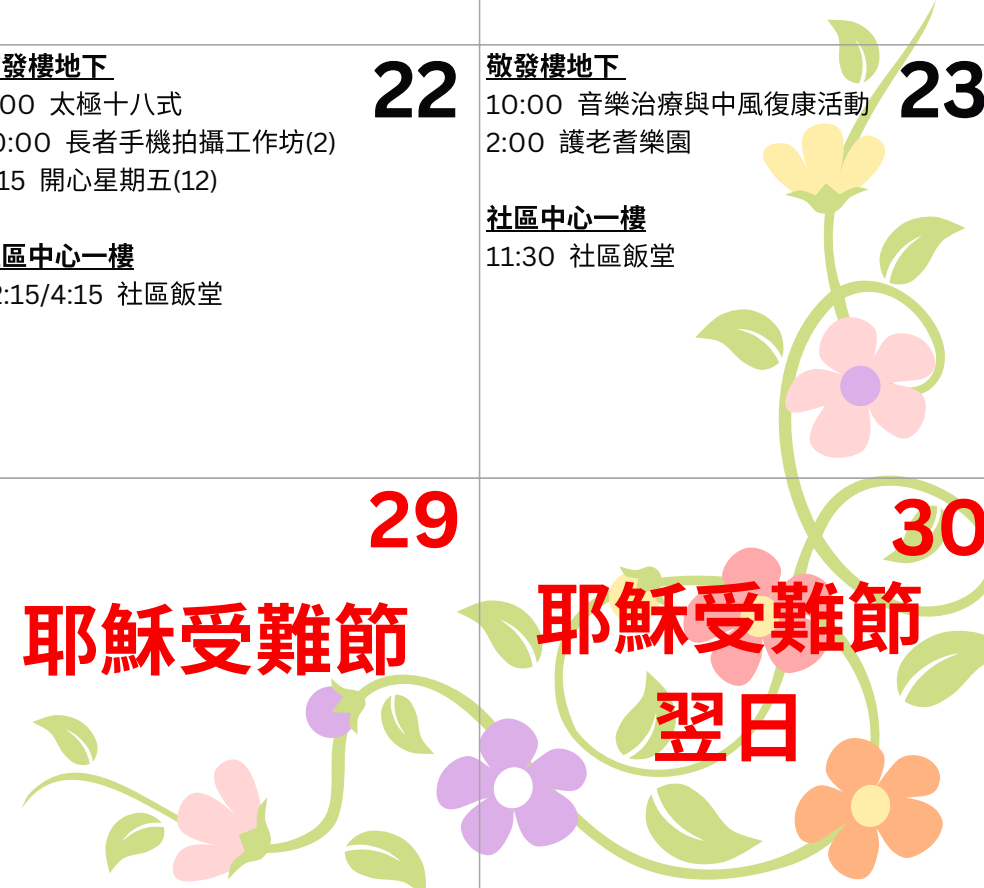 發樓地下
22
00 太極十八式
0:00 長者手機拍攝工作坊(2)
15 開心星期五(12)
區中心一樓
2:15/4:15 社區飯堂
敬發樓地下
23
10:00 音樂治療與中風復康活動
2:00 護老耆樂園
社區中心一樓
11:30 社區飯堂
29
耶穌受難節
30
耶穌受難節
翌日